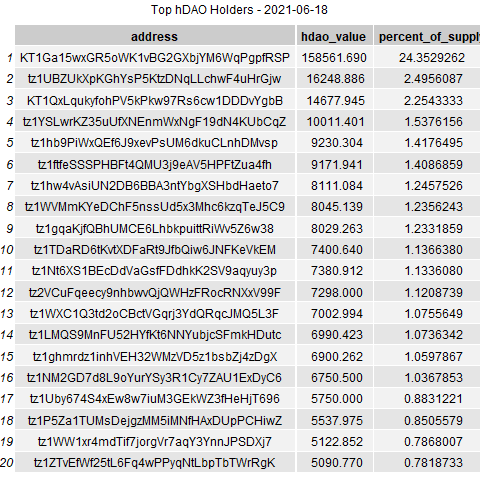 Top hDAO Holders - 2021-06-18
address hdao_value percent_of_supply
1 KT1Ga15wxGR5oWK1vBG2GXbjYM6WqPgpfRSP 158561.690 24.3529262
2 tz1UBZUkXpKGhYsP5KtzDNqLLchwF4uHrGjw 16248.886 2.4956087
3 KT1QxLqukyfohPV5kPkw97Rs6cw1DDDvYgbB 14677.945 2.2543333
4 tz1YSLwrKZ35uUfXNEnmWxNgF19dN4KUbCqZ 10011.401 1.5376156
5 tz1hb9PiWxQEf6J9xevPsUM6dkuCLnhDMvsp 9230.304 1.4176495
6 tz1ftfeSSSPHBFt4QMU3j9eAV5HPFtZua4fh 9171.941 1.4086859
7 tz1hw4vAsiUN2DB6BBA3ntYbgXSHbdHaeto7 8111.084 1.2457526
8 tz1WVMmKYeDChF5nssUd5x3Mhc6kzqTeJ5C9 8045.139 1.2356243
9 tz1gqaKjfQBhUMCE6LhbkpuittRiWv5Z6w38 8029.263 1.2331859
10 tz1TDaRD6tKvtXDFaRt9JfbQiw6JNFKeVkEM 7400.640 1.1366380
11 tz1Nt6XS1BEcDdVaGsfFDdhkK2SV9aqyuy3p 7380.912 1.1336080
12 tz2VCuFqeecy9nhbwvQjQWHzFRocRNXxV99F 7298.000 1.1208739
13 tz1WXC1Q3td2oCBctVGqrj3YdQRqcJMQ5L3F 7002.994 1.0755649
14 tz1LMQS9MnFU52HYfKt6NNYubjcSFmkHDutc 6990.423 1.0736342
15 tz1ghmrdz1inhVEH32WMzVD5z1bsbZj4zDgX 6900.262 1.0597867
16 tz1NM2GD7d8L9oYurYSy3R1Cy7ZAU1ExDyC6 6750.500 1.0367853
17 tz1Uby674S4xEw8w7iuM3GEkWZ3fHeHjT696 5750.000 0.8831221
18 tz1P5Za1TUMsDejgzMM5iMNfHAxDUpPCHiwZ 5537.975 0.8505579
19 tz1WW1xr4mdTif7jorgVr7aqY3YnnJPSDXj7 5122.852 0.7868007
20 tz1ZTvEfWf25tL6Fq4wPPyqNtLbpTbTWrRgK 5090.770 0.7818733